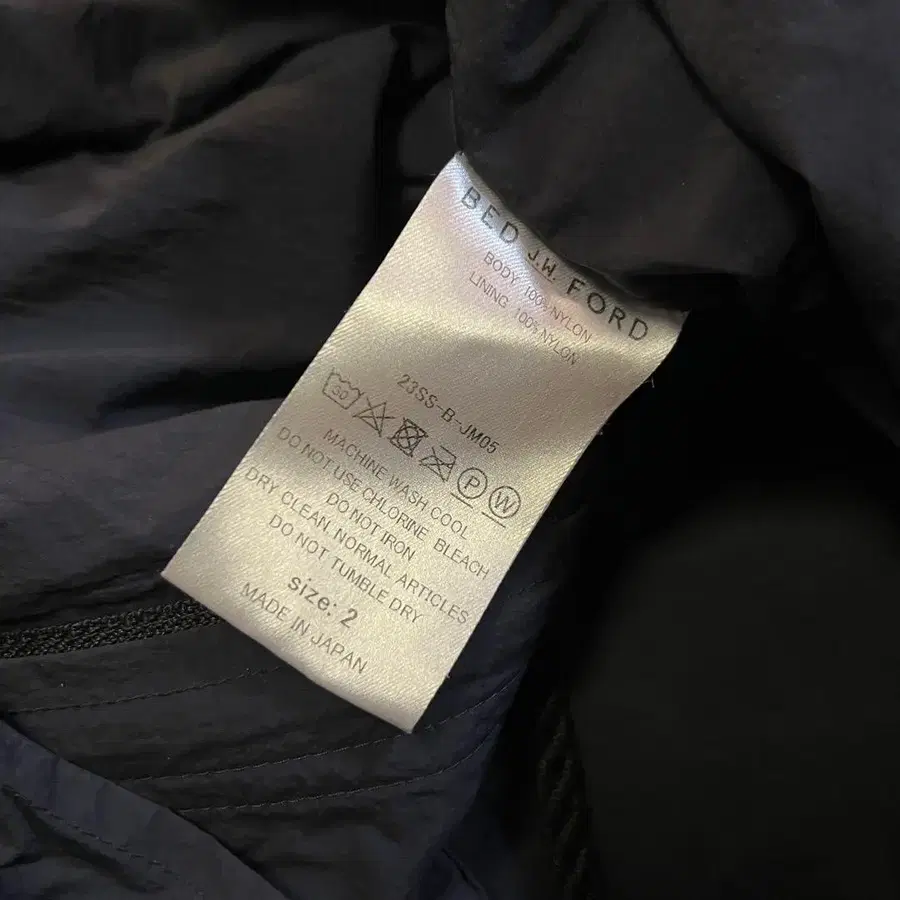 BED J.W. FORD
BODY 100% NYLON
LINING 100% NYLON
23SS-B-JM05
30 P W
MACHINE WASH COOL
DO NOT USE CHLORINE BLEACH
DO NOT IRON
DRY CLEAN, NORMAL ARTICLES
DO NOT TUMBLE DRY
size: 2
MADE IN JAPAN